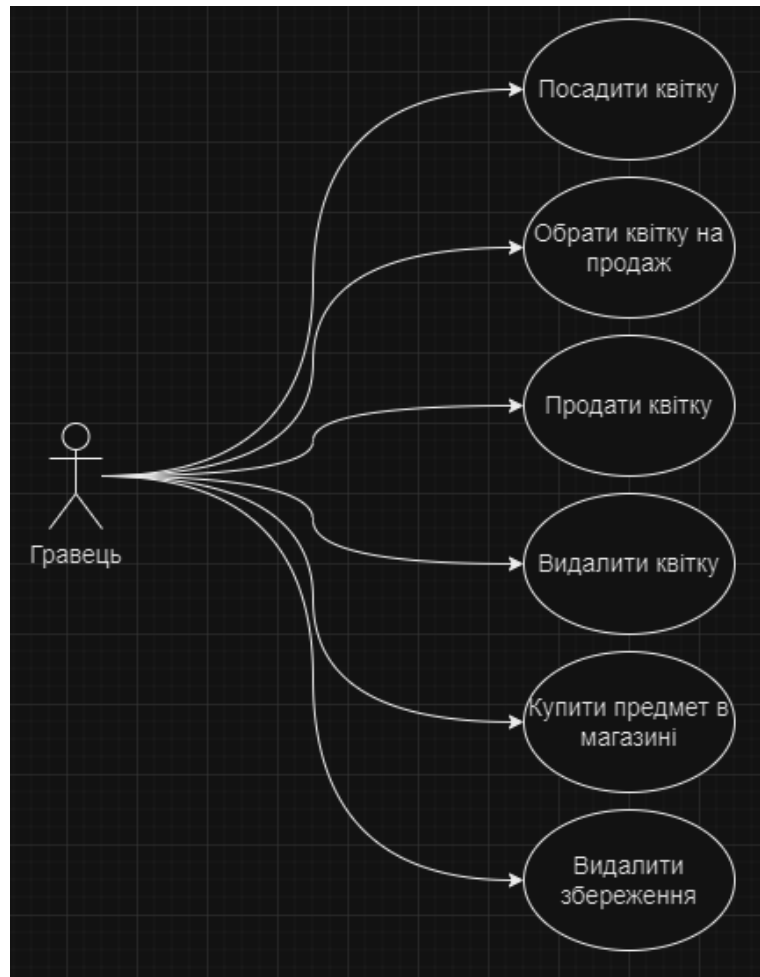 Посадити квітку
Обрати квітку на
продаж
Продати квітку
Гравець
Видалити квітку
Купити предмет в
магазині
Видалити
збереження